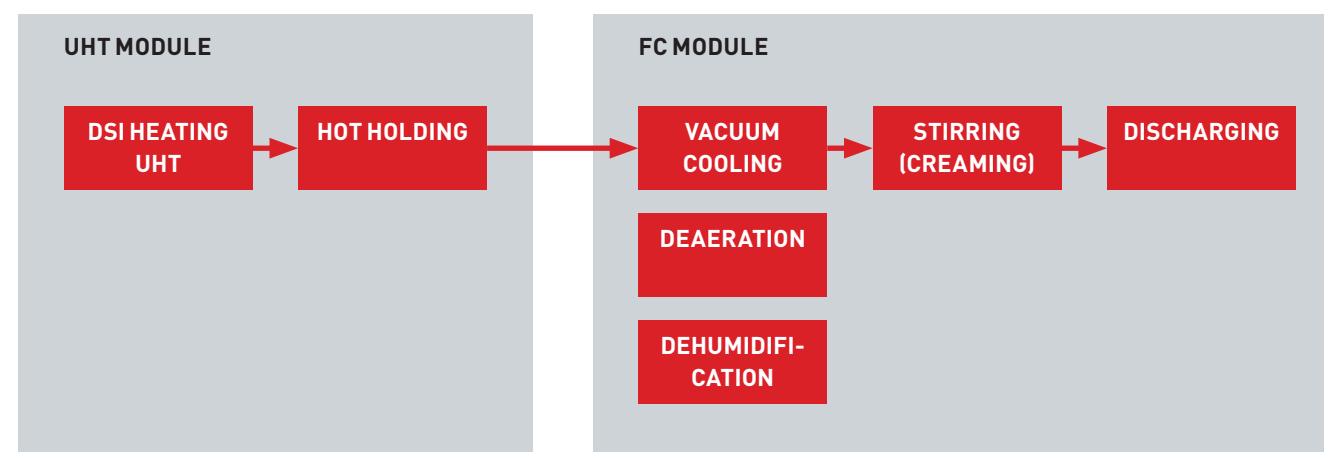 UHT MODULE
DSI HEATING
UHT
HOT HOLDING
FC MODULE
VACUUM
COOLING
STIRRING
(CREAMING)
DISCHARGING
DEAERATION
DEHUMIDIFI-
CATION